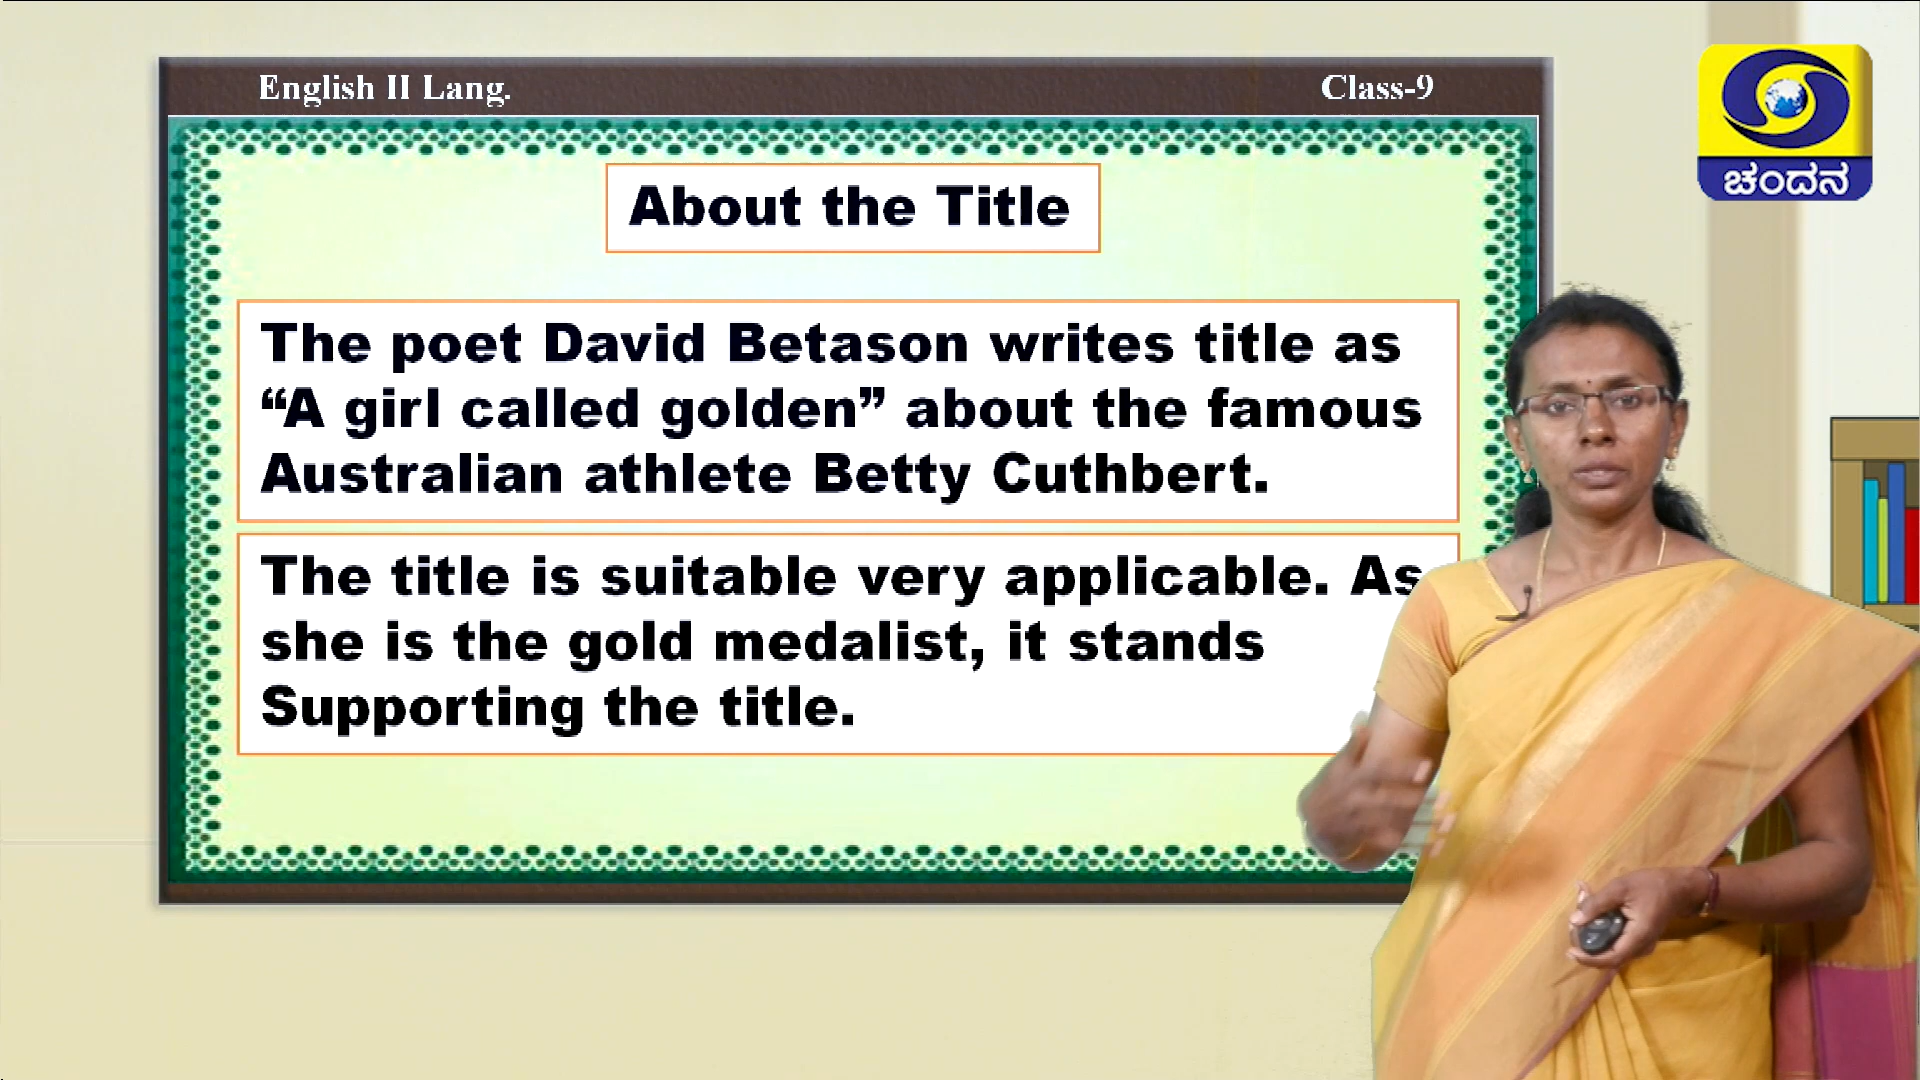 English II Lang.
Class-9
ಚಂದನ
About the Title
The poet David Betason writes title as
“A girl called golden” about the famous
Australian athlete Betty Cuthbert.
The title is suitable very applicable. As
she is the gold medalist, it stands
Supporting the title.